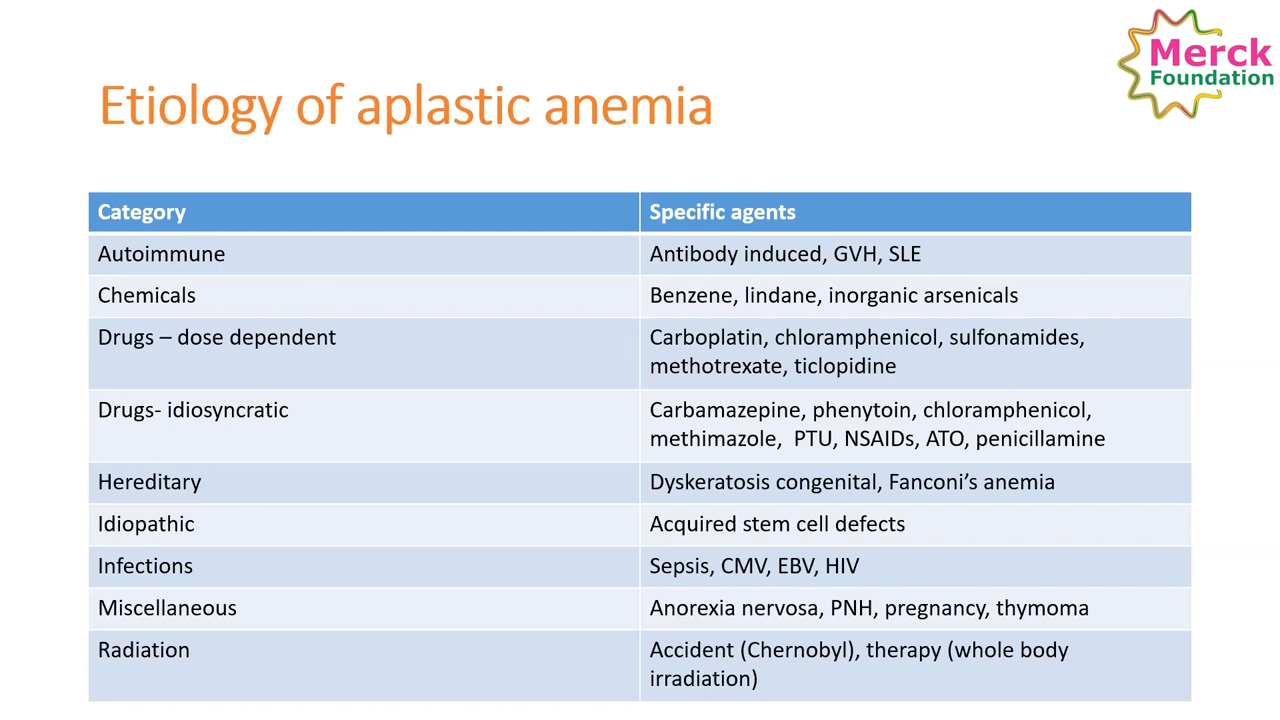 Merck
Foundation
Etiology of aplastic anemia
Category Specific agents
Autoimmune Antibody induced, GVH, SLE
Chemicals Benzene, lindane, inorganic arsenicals
Drugs – dose dependent Carboplatin, chloramphenicol, sulfonamides,
methotrexate, ticlopidine
Drugs- idiosyncratic Carbamazepine, phenytoin, chloramphenicol,
methimazole, PTU, NSAIDs, ATO, penicillamine
Hereditary Dyskeratosis congenital, Fanconi’s anemia
Idiopathic Acquired stem cell defects
Infections Sepsis, CMV, EBV, HIV
Miscellaneous Anorexia nervosa, PNH, pregnancy, thymoma
Radiation Accident (Chernobyl), therapy (whole body
irradiation)